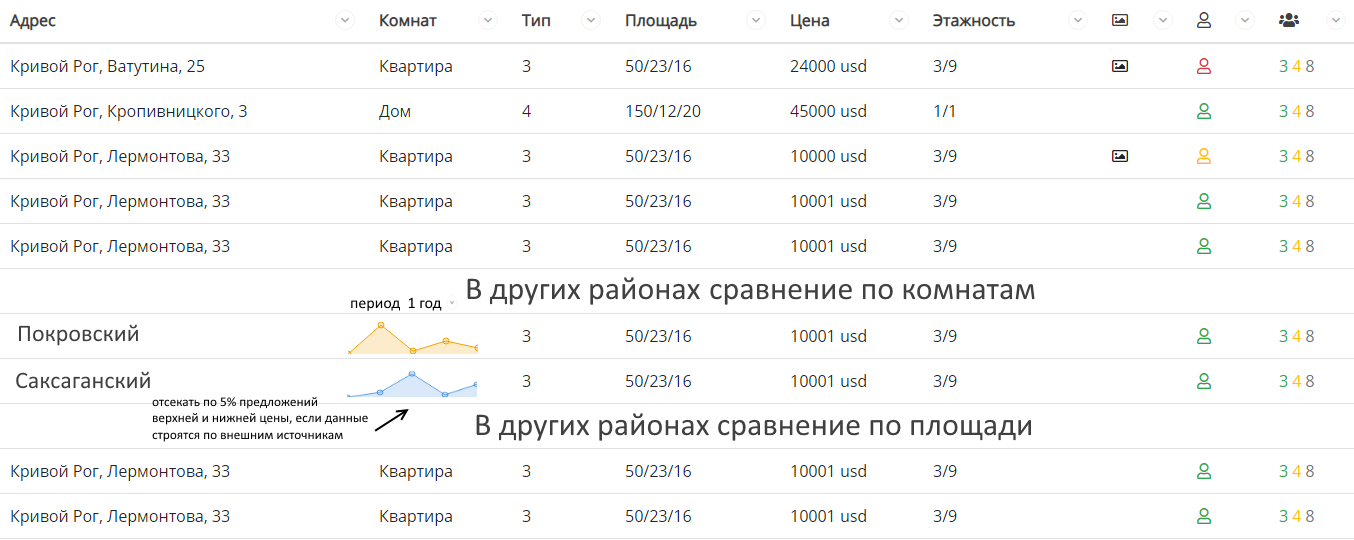 Адрес Комнат Тип Площадь Цена Этажность
Кривой Рог, Ватутина, 25 Квартира 3 50/23/16 24000 usd 3/9 3 4 8
Кривой Рог, Кропивницкого, 3 Дом 4 150/12/20 45000 usd 1/1 3 4 8
Кривой Рог, Лермонтова, 33 Квартира 3 50/23/16 10000 usd 3/9 3 4 8
Кривой Рог, Лермонтова, 33 Квартира 3 50/23/16 10001 usd 3/9 3 4 8
Кривой Рог, Лермонтова, 33 Квартира 3 50/23/16 10001 usd 3/9 3 4 8
В других районах сравнение по комнатам
период 1 год
Покровский 3 50/23/16 10001 usd 3/9 3 4 8
Саксаганский 3 50/23/16 10001 usd 3/9 3 4 8
отсекать по 5% предложений
верхней и нижней цены, если данные
строятся по внешним источникам
В других районах сравнение по площади
Кривой Рог, Лермонтова, 33 Квартира 3 50/23/16 10001 usd 3/9 3 4 8
Кривой Рог, Лермонтова, 33 Квартира 3 50/23/16 10001 usd 3/9 3 4 8